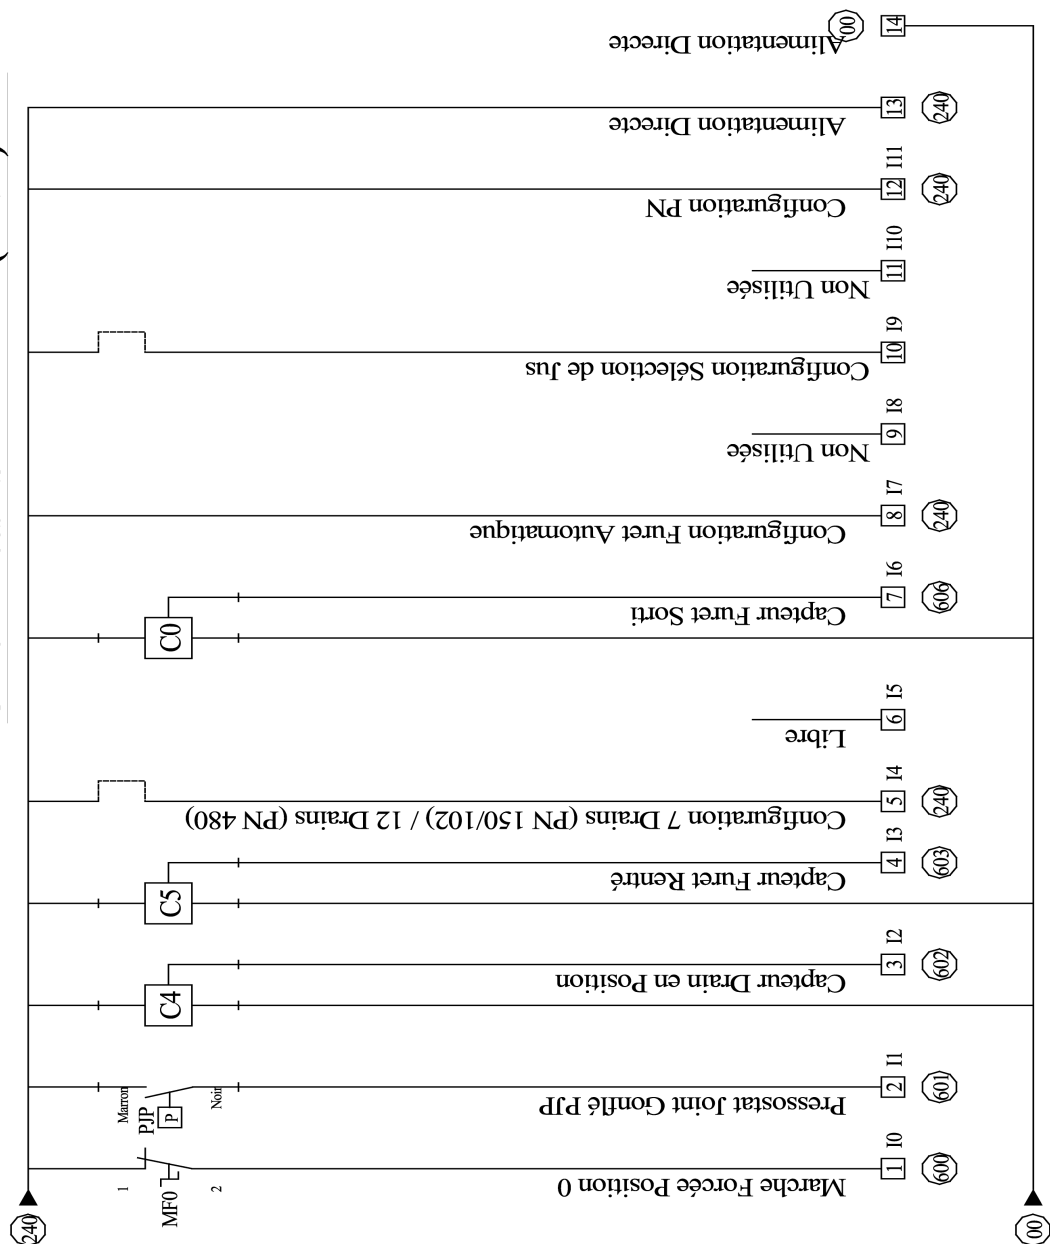 00
14
Alimentation Directe
13
240
Alimentation Directe
I11
12
240
Configuration PN
I10
11
Non Utilisée
I9
10
Configuration Sélection de Jus
I8
9
Non Utilisée
I7
8
240
Configuration Furet Automatique
I6
7
606
Capteur Furet Sorti
C0
I5
6
Libre
I4
5
240
Configuration 7 Drains (PN 150/102) / 12 Drains (PN 480)
I3
4
603
Capteur Furet Rentré
C5
I2
3
602
Capteur Drain en Position
C4
I1
2
601
Pressostat Joint Gonflé PJP
Marron
PJP
P
Noir
I0
1
600
Marche Forcée Position 0
1
MF0
2
240
00